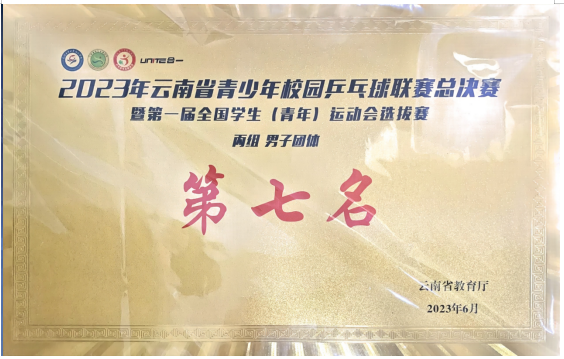 UNITE合一
2023年云南省青少年校园乒乓球联赛总决赛
暨第一届全国学生（青年）运动会选拔赛
丙组 男子团体
第七名
云南省教育厅
2023年6月